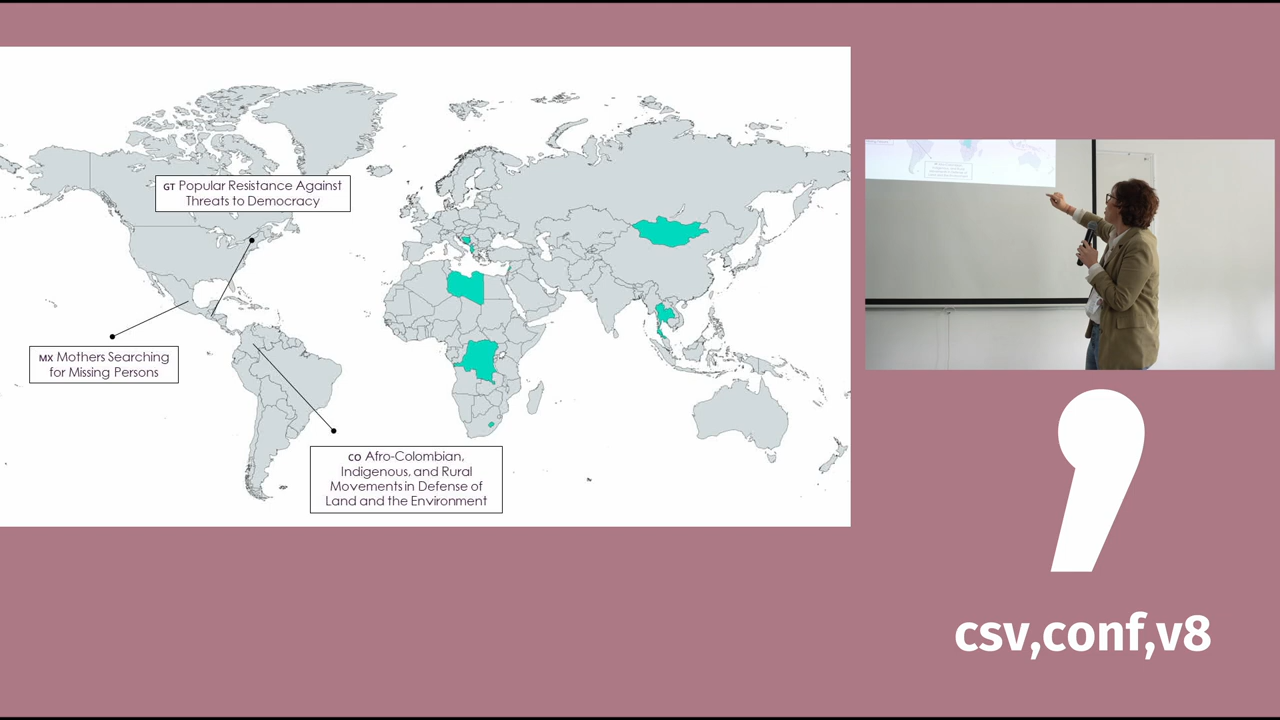 GT Popular Resistance Against
Threats to Democracy
MX Mothers Searching
for Missing Persons
CO Afro-Colombian,
Indigenous, and Rural
Movements in Defense of
Land and the Environment
csv,conf,v8